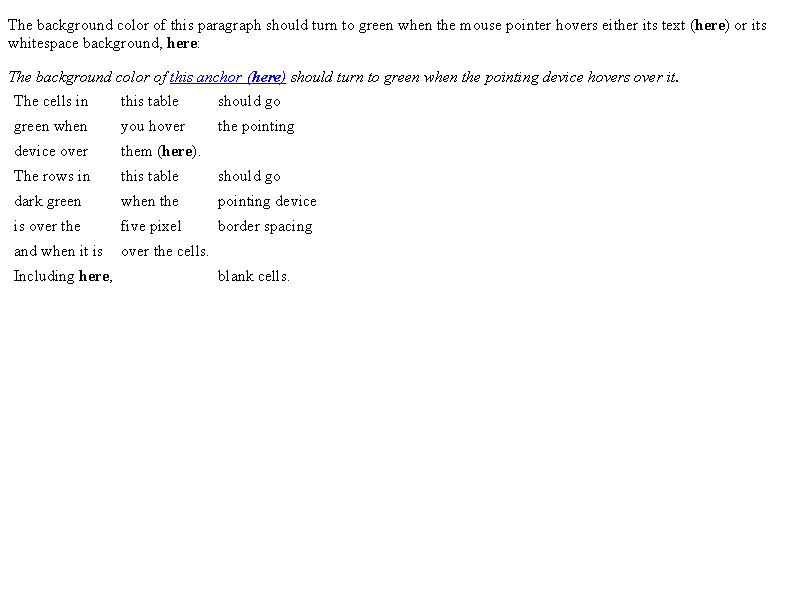 The background color of this paragraph should turn to green when the mouse pointer hovers either its text (here) or its
whitespace background, here:
The background color of this anchor (here) should turn to green when the pointing device hovers over it.
The cells in this table should go
green when you hover the pointing
device over them (here).
The rows in this table should go
dark green when the pointing device
is over the five pixel border spacing
and when it is over the cells.
Including here, blank cells.